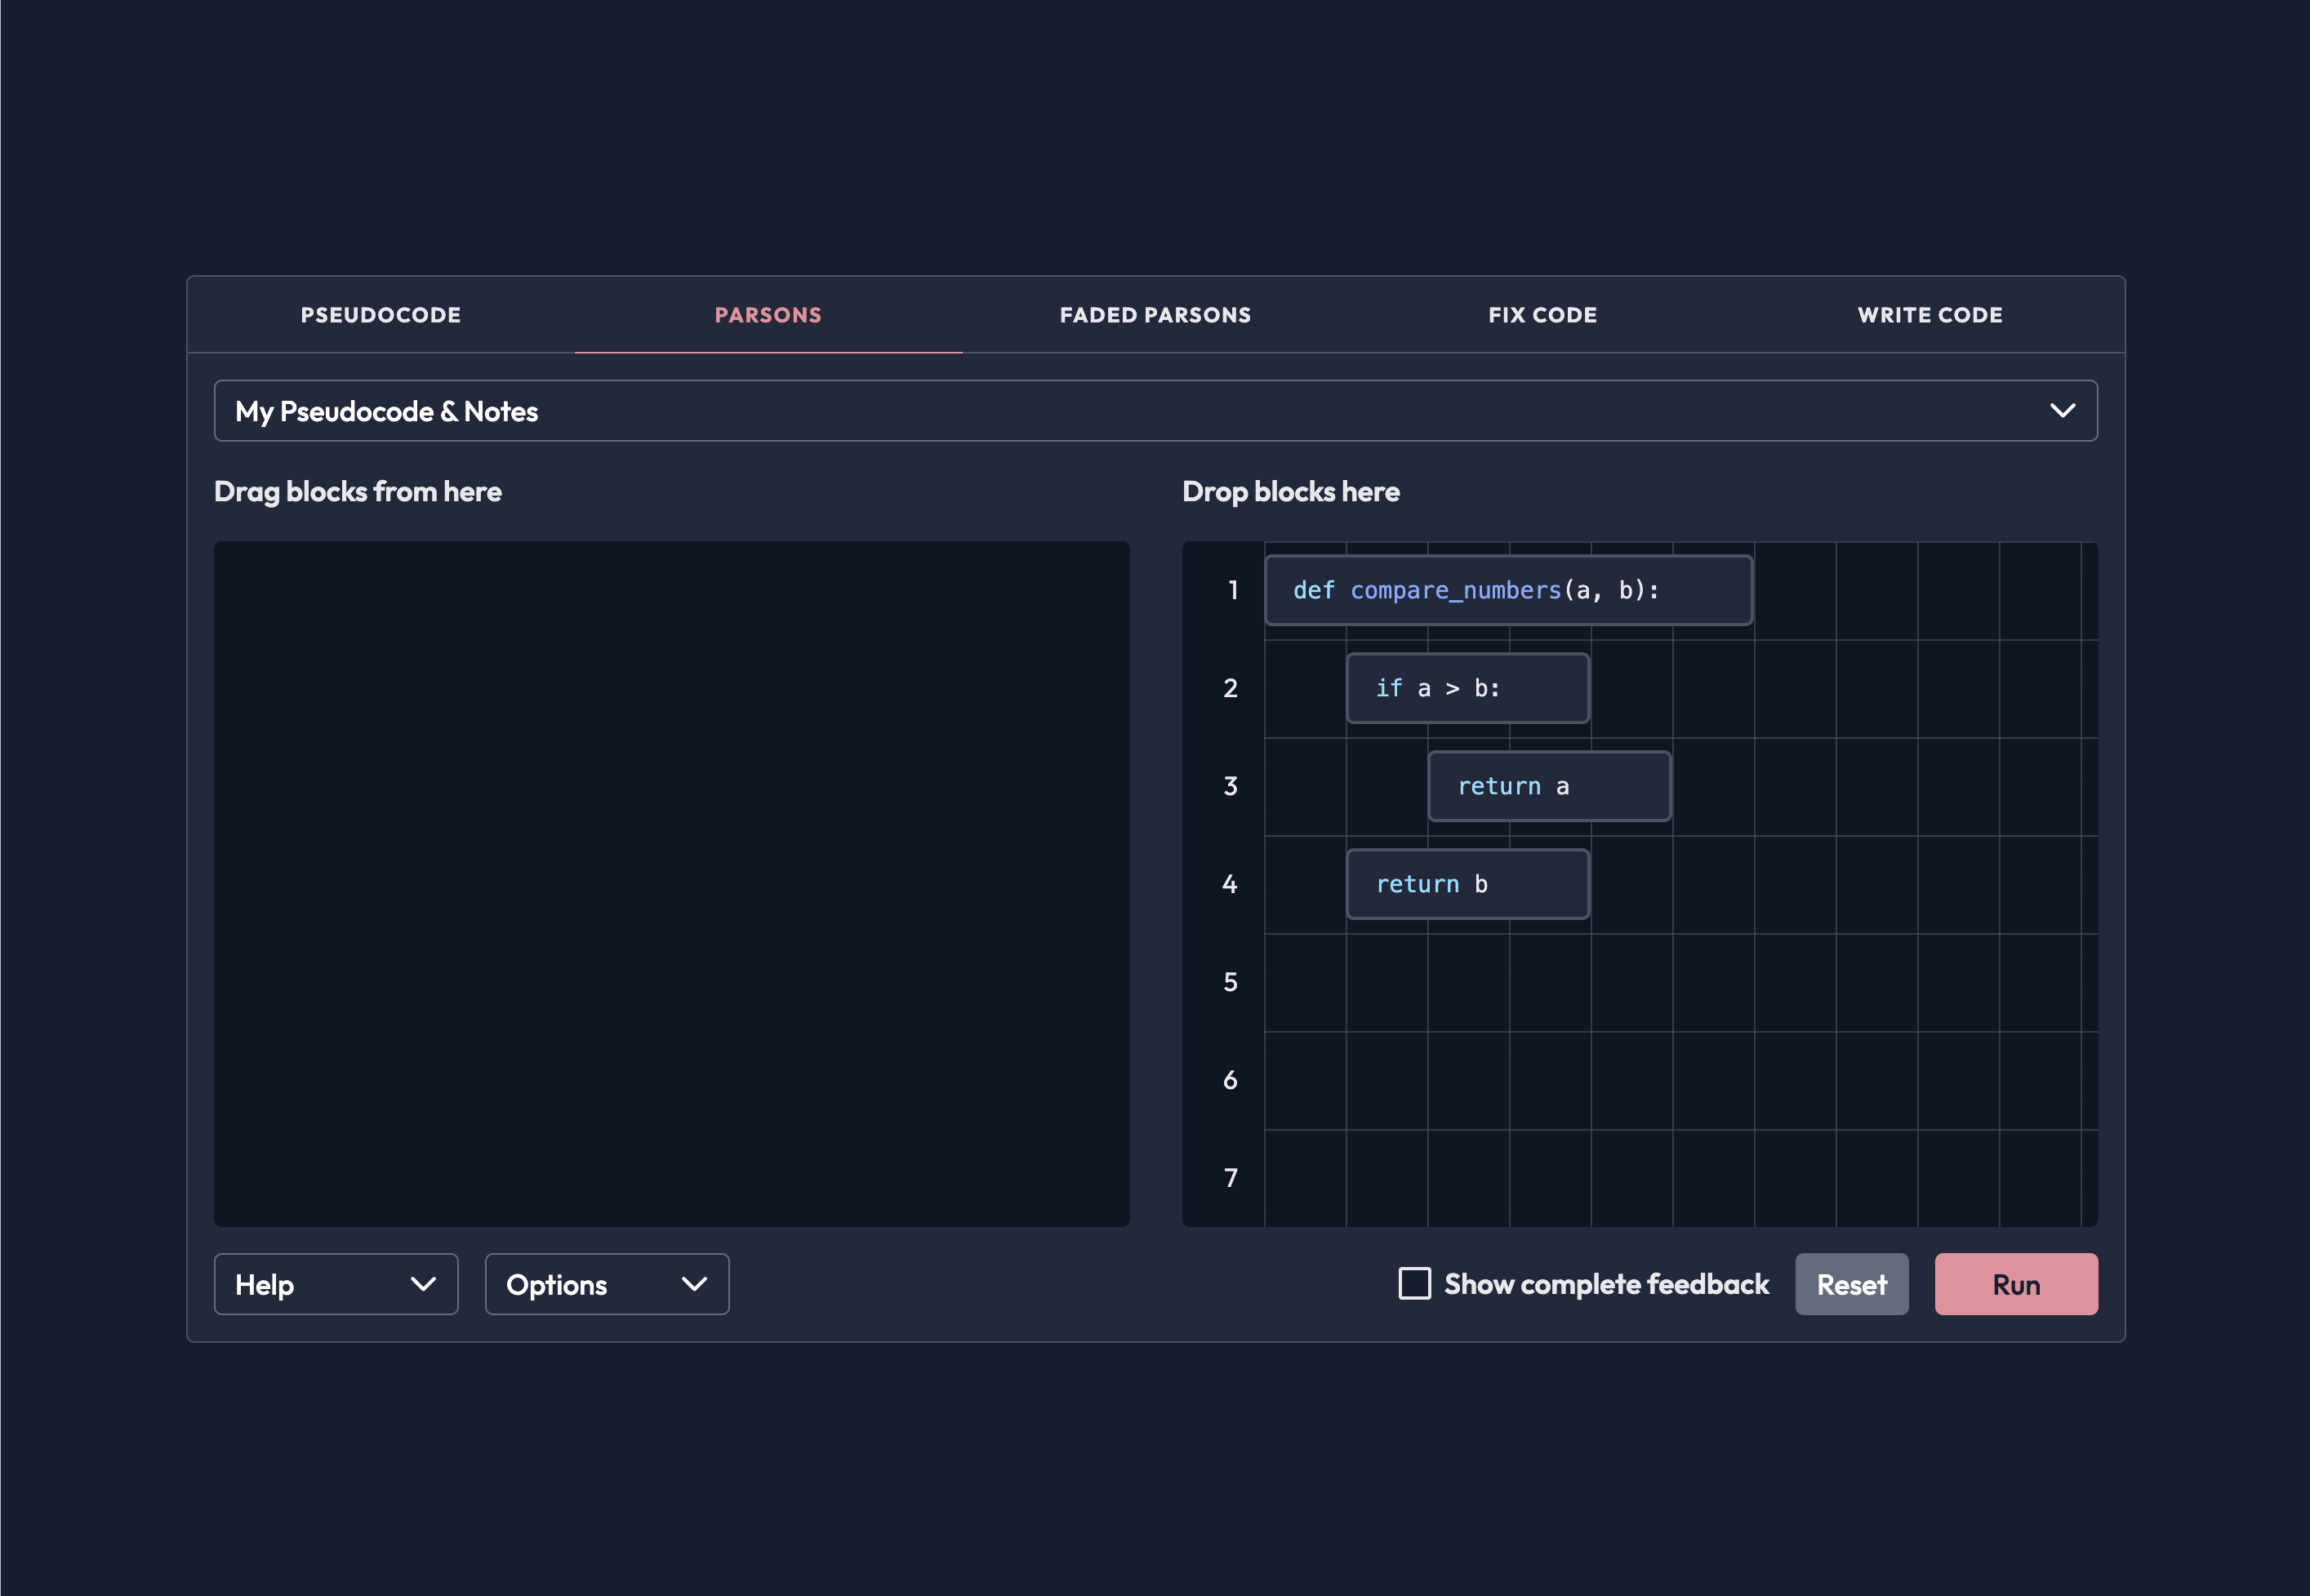 PSEUDOCODE PARSONS FADED PARSONS FIX CODE WRITE CODE
My Pseudocode & Notes
Drag blocks from here
Drop blocks here
1 def compare_numbers(a, b):
2 if a > b:
3 return a
4 return b
5
6
7
Help Options Show complete feedback Reset Run